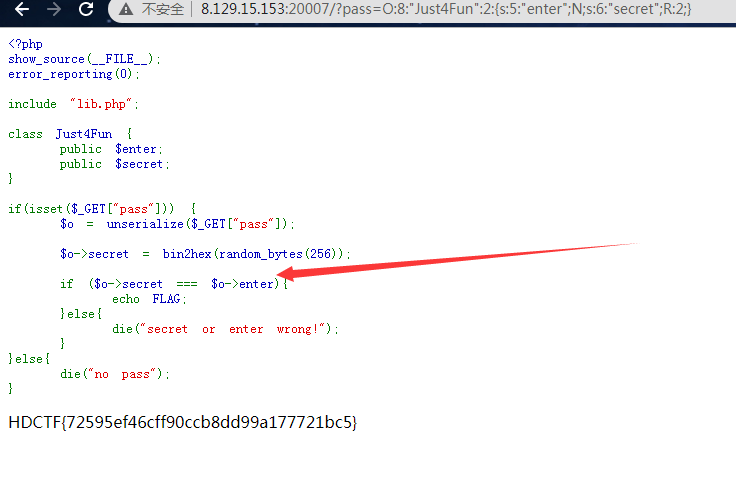 不安全 | 8.129.15.153:20007/?pass=O:8:"Just4Fun":2:{s:5:"enter";N;s:6:"secret";R:2;}
<?php
show_source(__FILE__);
error_reporting(0);
include "lib.php";
class Just4Fun {
public $enter;
public $secret;
}
if(isset($_GET["pass"])) {
$o = unserialize($_GET["pass"]);
$o->secret = bin2hex(random_bytes(256));
if ($o->secret === $o->enter){
echo FLAG;
}else{
die("secret or enter wrong!");
}
}else{
die("no pass");
}
HDCTF{72595ef46cff90ccb8dd99a177721bc5}